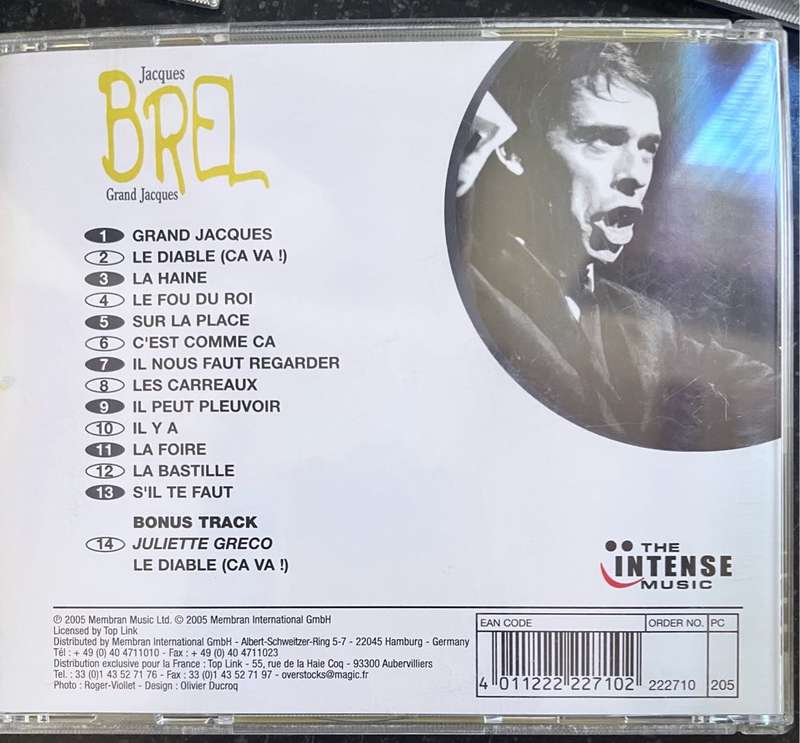 Jacques
BREL
Grand Jacques
1 GRAND JACQUES
2 LE DIABLE (CA VA !)
3 LA HAINE
4 LE FOU DU ROI
5 SUR LA PLACE
6 C'EST COMME CA
7 IL NOUS FAUT REGARDER
8 LES CARREAUX
9 IL PEUT PLEUVOIR
10 IL Y A
11 LA FOIRE
12 LA BASTILLE
13 S'IL TE FAUT
BONUS TRACK
14 JULIETTE GRECO
LE DIABLE (CA VA !)
THE
INTENSE
MUSIC
℗ 2005 Membran Music Ltd. © 2005 Membran International GmbH
Licensed by Top Link
Distributed by Membran International GmbH - Albert-Schweitzer-Ring 5-7 - 22045 Hamburg - Germany
Tél : + 49 (0) 40 4711010 - Fax : + 49 (0) 40 4711023
Distribution exclusive pour la France : Top Link - 55, rue de la Haie Coq - 93300 Aubervilliers
Tel. : 33 (0)1 43 52 71 76 - Fax : 33 (0)1 43 52 71 97 - overstocks@magic.fr
Photo : Roger-Viollet - Design : Olivier Ducroq
EAN CODE ORDER NO. PC
4 011222 227102 222710 205